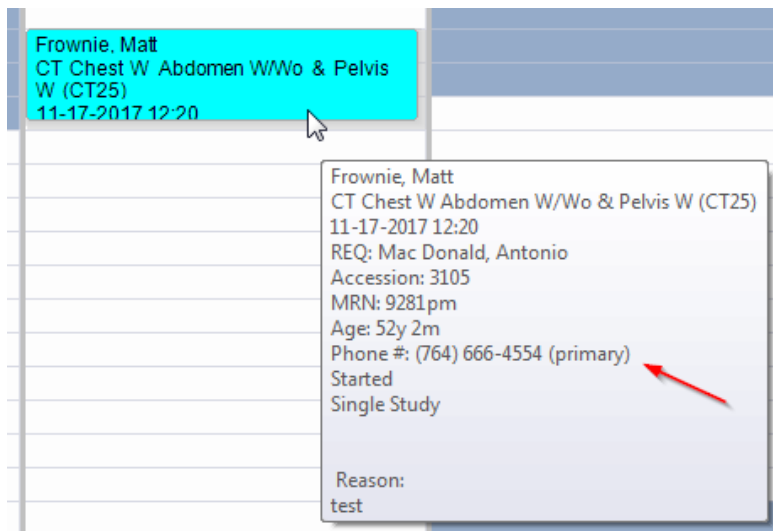 Frownie, Matt
CT Chest W Abdomen W/Wo & Pelvis
W (CT25)
11-17-2017 12:20
Frownie, Matt
CT Chest W Abdomen W/Wo & Pelvis W (CT25)
11-17-2017 12:20
REQ: Mac Donald, Antonio
Accession: 3105
MRN: 9281pm
Age: 52y 2m
Phone #: (764) 666-4554 (primary)
Started
Single Study
Reason:
test